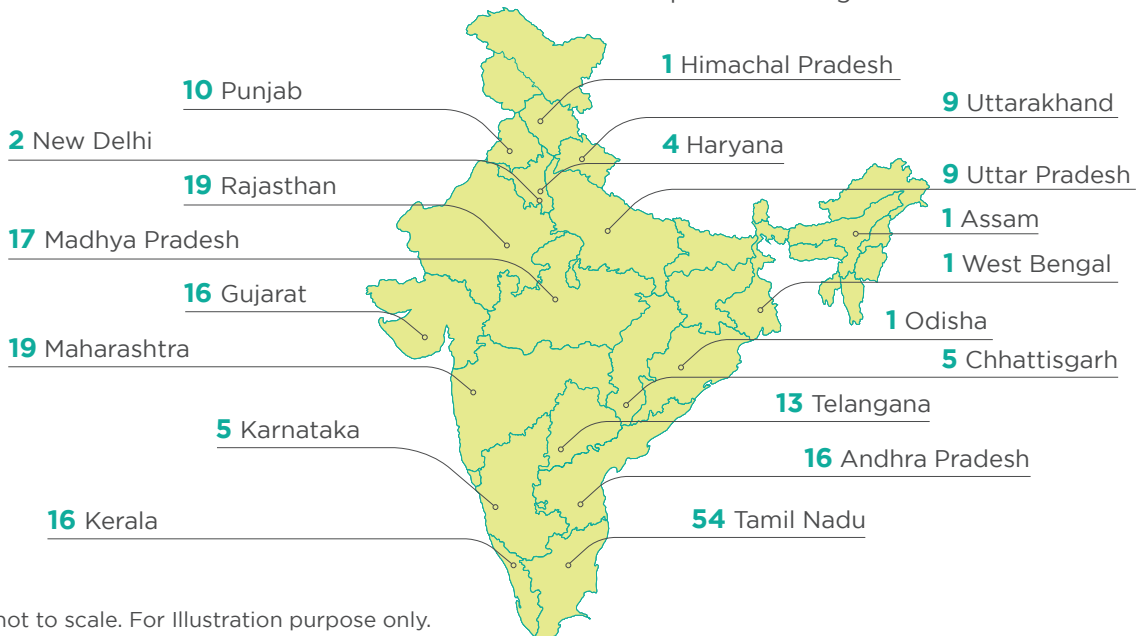 1 Himachal Pradesh
10 Punjab
9 Uttarakhand
2 New Delhi
4 Haryana
19 Rajasthan
9 Uttar Pradesh
1 Assam
17 Madhya Pradesh
1 West Bengal
16 Gujarat
1 Odisha
19 Maharashtra
5 Chhattisgarh
13 Telangana
5 Karnataka
16 Andhra Pradesh
16 Kerala
54 Tamil Nadu
not to scale. For Illustration purpose only.